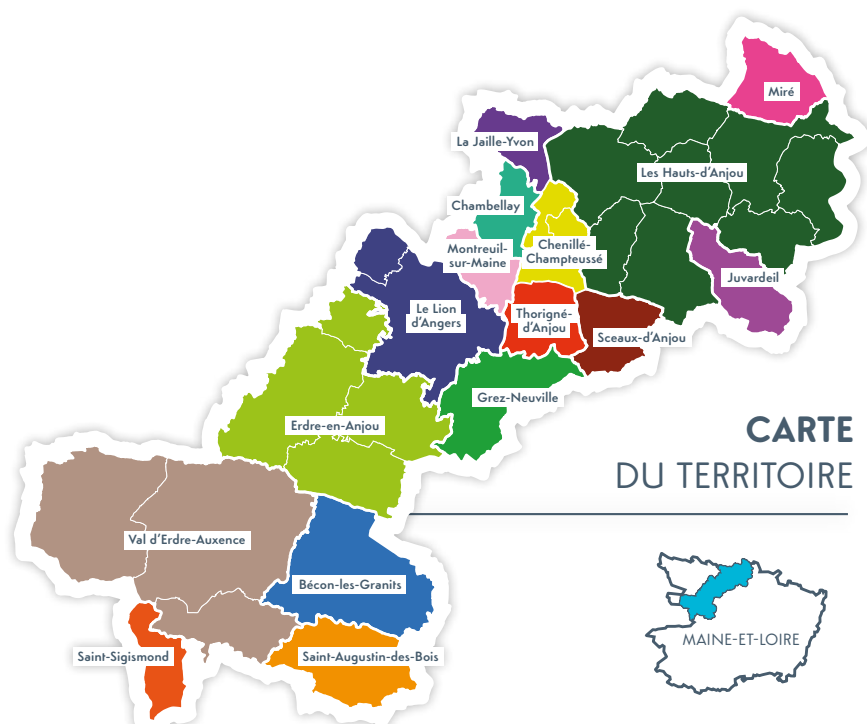 Miré
La Jaille-Yvon
Les Hauts-d'Anjou
Chambellay
Montreuil-
sur-Maine
Chenillé-
Champteussé
Juvardeil
Le Lion
d'Angers
Thorigné-
d'Anjou
Sceaux-d'Anjou
Grez-Neuville
Erdre-en-Anjou
CARTE
DU TERRITOIRE
Val d'Erdre-Auxence
Bécon-les-Granits
Saint-Sigismond
Saint-Augustin-des-Bois
MAINE-ET-LOIRE